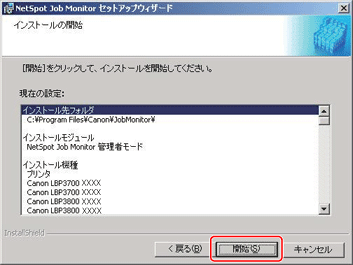 NetSpot Job Monitor セットアップウィザード
インストールの開始
[開始]をクリックして、インストールを開始してください。
現在の設定:
インストール先フォルダ
C:¥Program Files¥Canon¥JobMonitor¥
インストールモジュール
NetSpot Job Monitor 管理者モード
インストール機種
プリンタ
Canon LBP3700 XXXX
Canon LBP3700 XXXX
Canon LBP3800 XXXX
Canon LBP3800 XXXX
InstallShield
< 戻る(B)
開始(S)
キャンセル